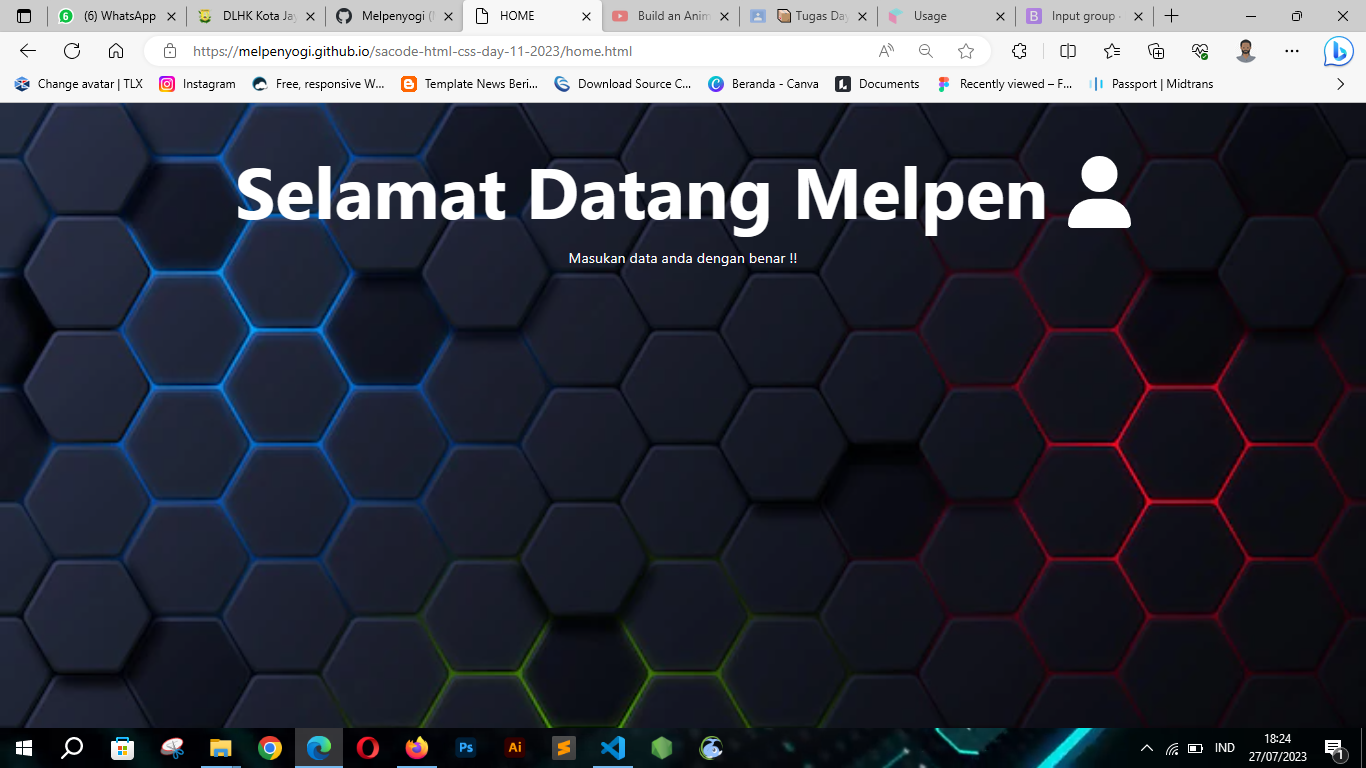 (6) WhatsApp
DLHK Kota Jay
Melpenyogi (
HOME
Build an Anim
Tugas Day
Usage
Input group ·
https://melpenyogi.github.io/sacode-html-css-day-11-2023/home.html
Change avatar | TLX
Instagram
Free, responsive W...
Template News Beri...
Download Source C...
Beranda - Canva
Documents
Recently viewed – F...
Passport | Midtrans
Selamat Datang Melpen
Masukan data anda dengan benar !!
Ps
Ai
IND
18:24
27/07/2023
1